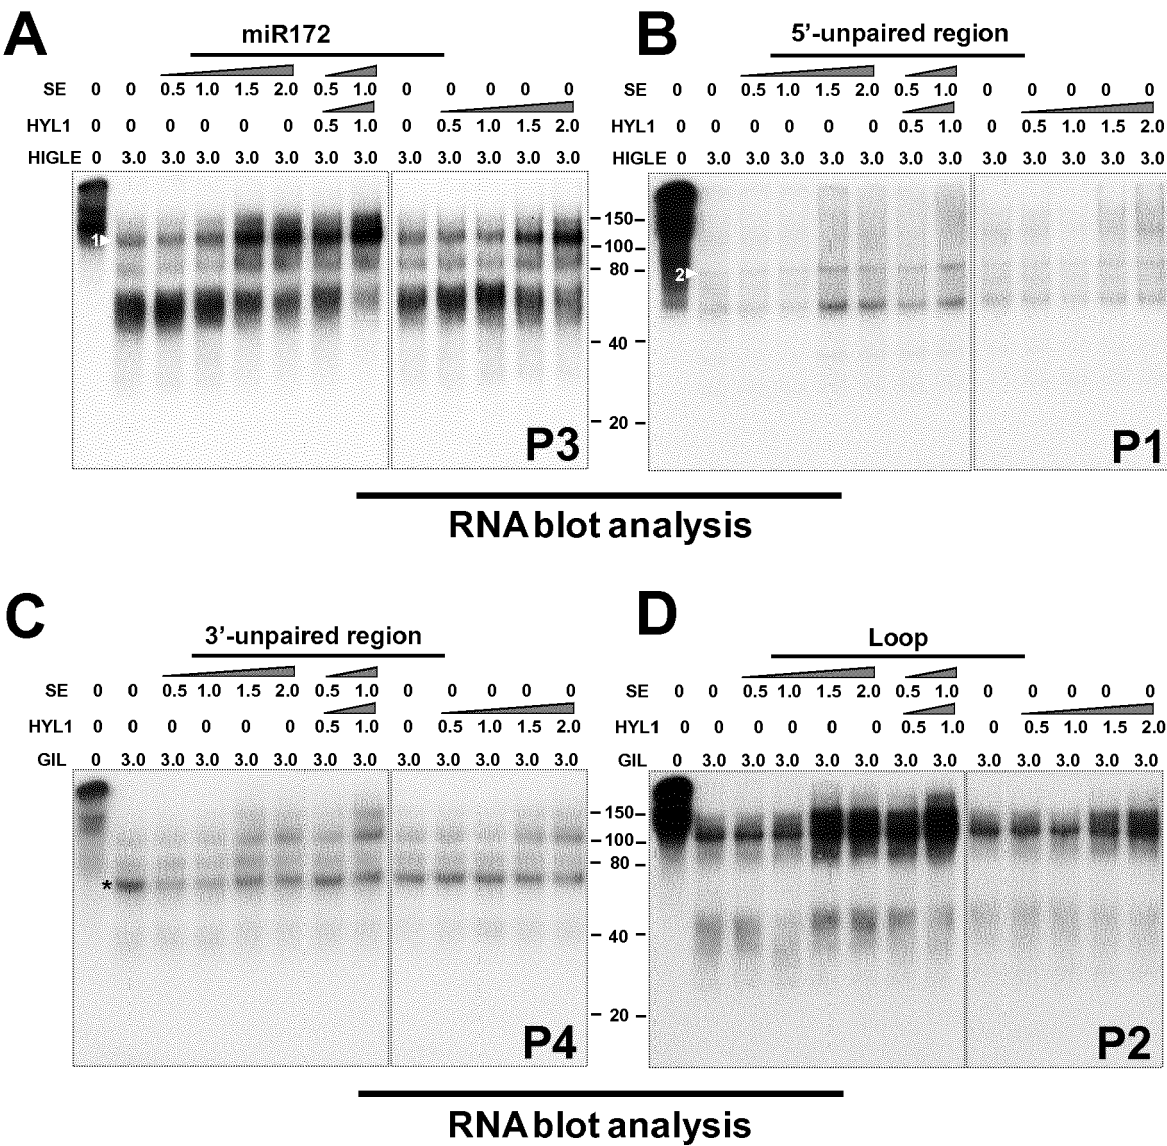 A
miR172
SE 0 0 0.5 1.0 1.5 2.0 0.5 1.0 0 0 0 0 0
HYL1 0 0 0 0 0 0 0.5 1.0 0 0.5 1.0 1.5 2.0
HIGLE 0 3.0 3.0 3.0 3.0 3.0 3.0 3.0 3.0 3.0 3.0 3.0 3.0
1
P3
B
5’-unpaired region
SE 0 0 0.5 1.0 1.5 2.0 0.5 1.0 0 0 0 0 0
HYL1 0 0 0 0 0 0 0.5 1.0 0 0.5 1.0 1.5 2.0
HIGLE 0 3.0 3.0 3.0 3.0 3.0 3.0 3.0 3.0 3.0 3.0 3.0 3.0
150
100
80
40
20
2
P1
RNA blot analysis
C
3’-unpaired region
SE 0 0 0.5 1.0 1.5 2.0 0.5 1.0 0 0 0 0 0
HYL1 0 0 0 0 0 0 0.5 1.0 0 0.5 1.0 1.5 2.0
GIL 0 3.0 3.0 3.0 3.0 3.0 3.0 3.0 3.0 3.0 3.0 3.0 3.0
*
P4
D
Loop
SE 0 0 0.5 1.0 1.5 2.0 0.5 1.0 0 0 0 0 0
HYL1 0 0 0 0 0 0 0.5 1.0 0 0.5 1.0 1.5 2.0
GIL 0 3.0 3.0 3.0 3.0 3.0 3.0 3.0 3.0 3.0 3.0 3.0 3.0
150
100
80
40
20
P2
RNA blot analysis